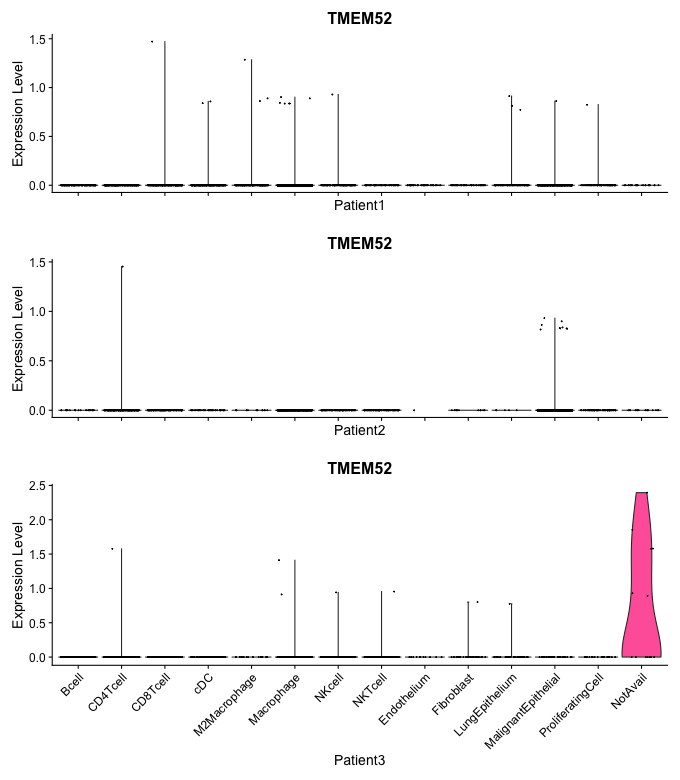 TMEM52
Expression Level
1.5
1.0
0.5
0.0
Patient1
TMEM52
Expression Level
1.5
1.0
0.5
0.0
Patient2
TMEM52
Expression Level
2.5
2.0
1.5
1.0
0.5
0.0
Bcell
CD4Tcell
CD8Tcell
cDC
M2Macrophage
Macrophage
NKcell
NKTcell
Endothelium
Fibroblast
LungEpithelium
MalignantEpithelial
ProliferatingCell
NotAvail
Patient3